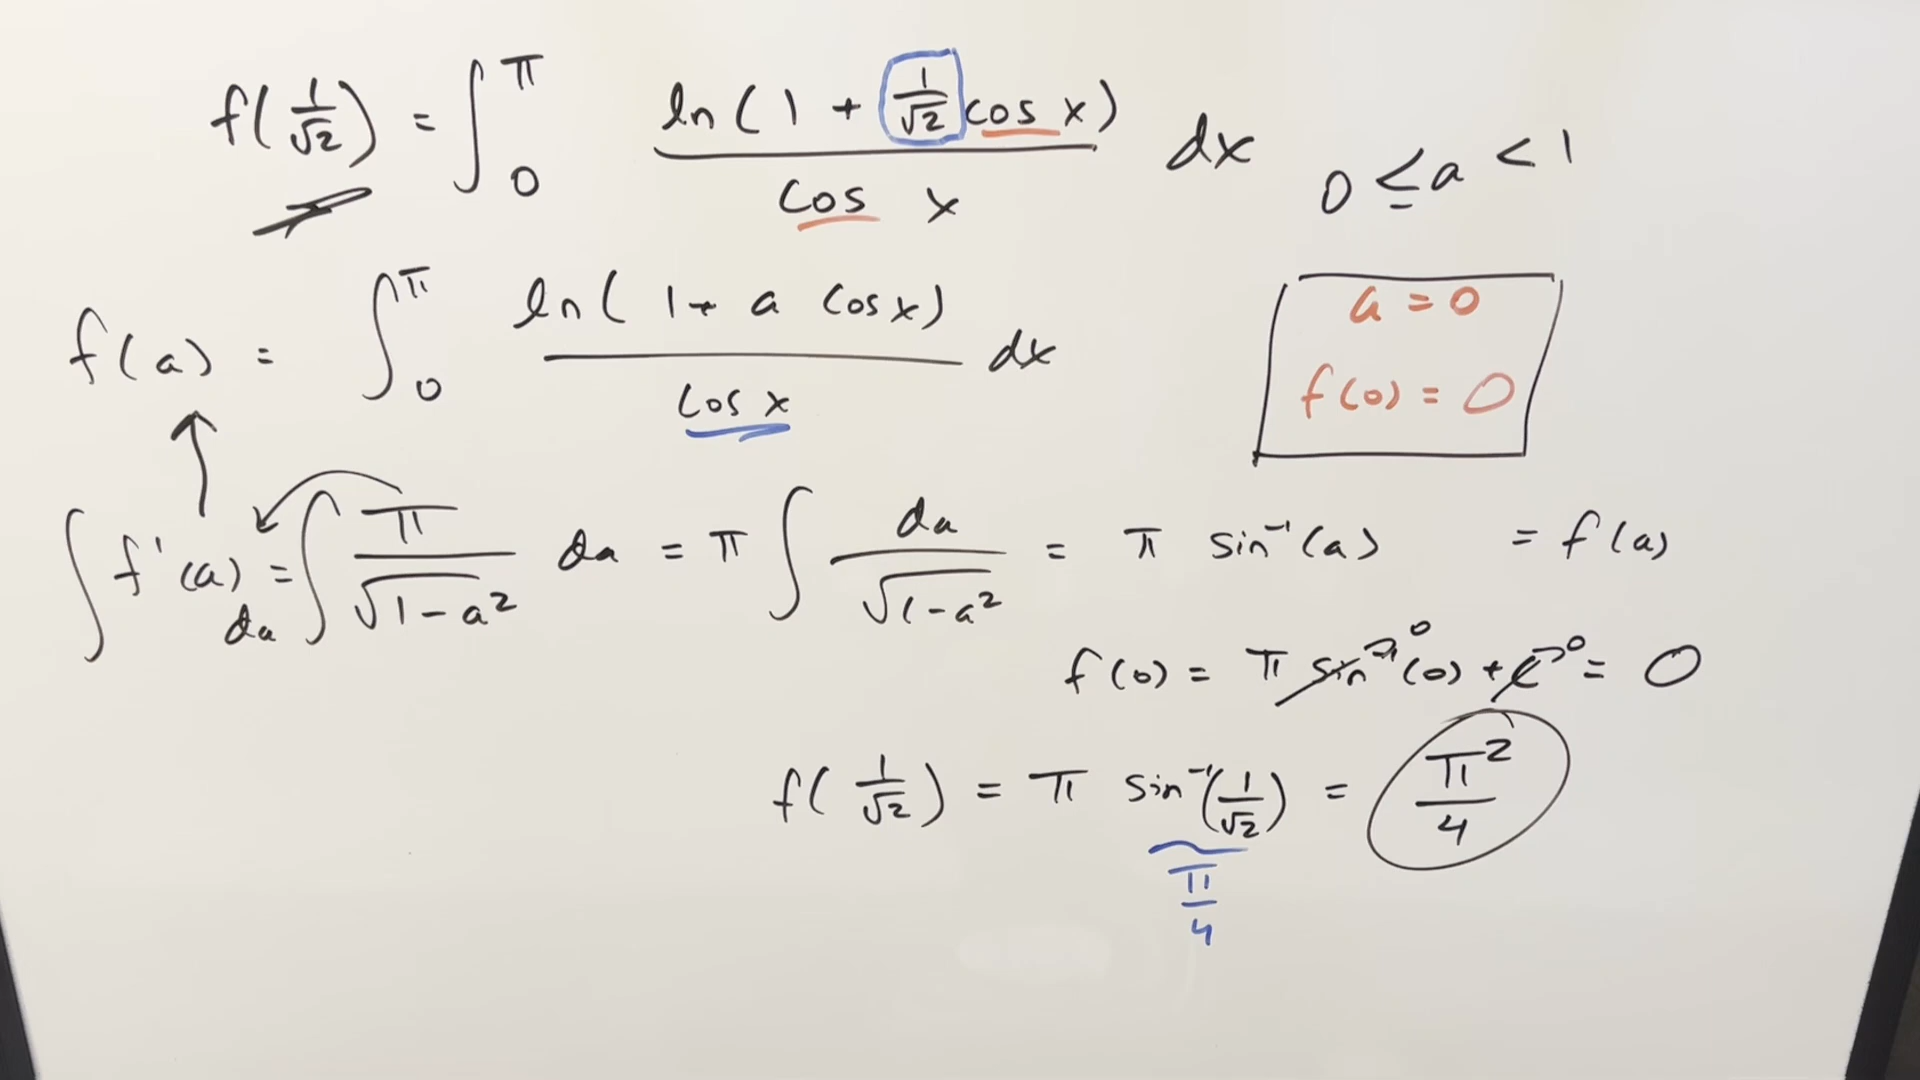 f(1/√2) = ∫₀^π ln(1 + 1/√2 cos x) / cos x dx 0 ≤ a < 1
f(a) = ∫₀^π ln(1 + a cos x) / cos x dx
a = 0
f(0) = 0
∫ f'(a) da = ∫ π/√(1-a²) da = π ∫ da/√(1-a²) = π sin⁻¹(a) = f(a)
f(0) = π sin⁻¹(0) → 0 + C → 0 = 0
f(1/√2) = π sin⁻¹(1/√2) = π²/4
π/4